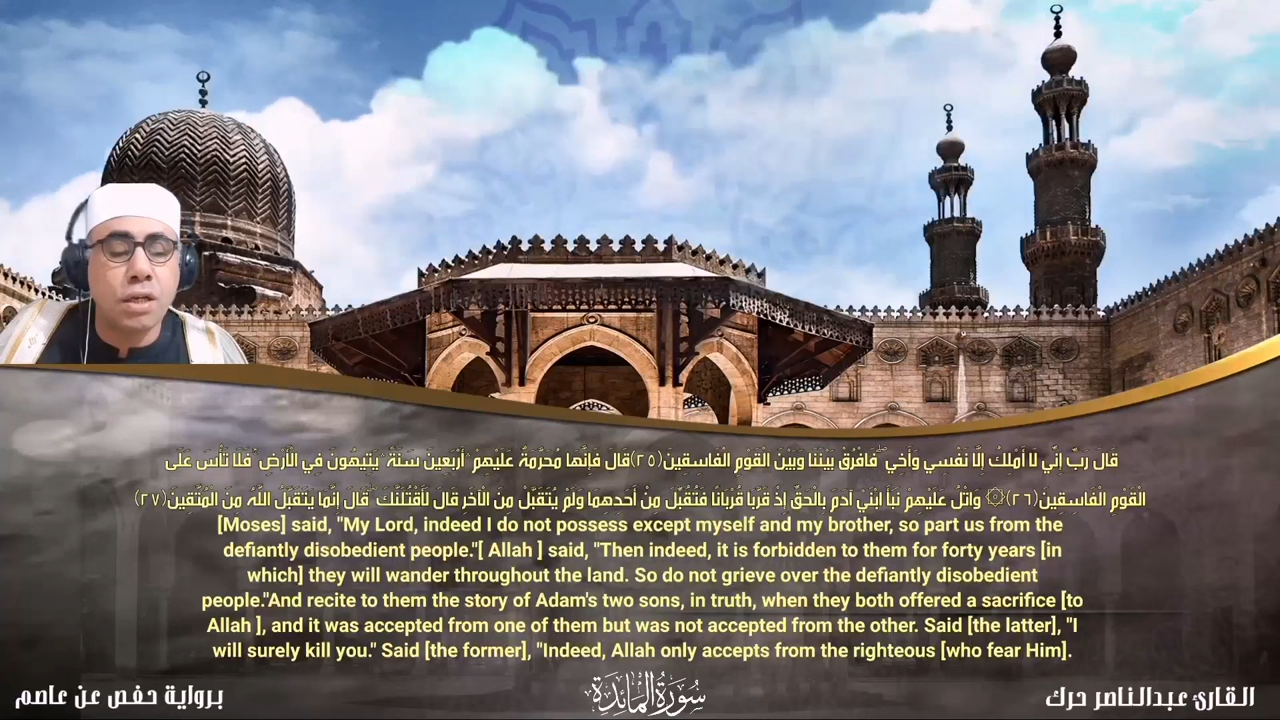 قَالَ رَبِّ إِنِّي لَا أَمْلِكُ إِلَّا نَفْسِي وَأَخِي ۖ فَافْرُقْ بَيْنَنَا وَبَيْنَ الْقَوْمِ الْفَاسِقِينَ(٢٥)قَالَ فَإِنَّهَا مُحَرَّمَةٌ عَلَيْهِمْ ۛ أَرْبَعِينَ سَنَةً ۛ يَتِيهُونَ فِي الْأَرْضِ ۚ فَلَا تَأْسَ عَلَى
الْقَوْمِ الْفَاسِقِينَ(٢٦)۞ وَاتْلُ عَلَيْهِمْ نَبَأَ ابْنَيْ آدَمَ بِالْحَقِّ إِذْ قَرَّبَا قُرْبَانًا فَتُقُبِّلَ مِنْ أَحَدِهِمَا وَلَمْ يُتَقَبَّلْ مِنَ الْآخَرِ قَالَ لَأَقْتُلَنَّكَ ۖ قَالَ إِنَّمَا يَتَقَبَّلُ اللَّهُ مِنَ الْمُتَّقِينَ(٢٧)
[Moses] said, "My Lord, indeed I do not possess except myself and my brother, so part us from the
defiantly disobedient people."[ Allah ] said, "Then indeed, it is forbidden to them for forty years [in
which] they will wander throughout the land. So do not grieve over the defiantly disobedient
people."And recite to them the story of Adam's two sons, in truth, when they both offered a sacrifice [to
Allah ], and it was accepted from one of them but was not accepted from the other. Said [the latter], "I
will surely kill you." Said [the former], "Indeed, Allah only accepts from the righteous [who fear Him].
القارئ عبدالناصر حرك
سُورَةُ الْمَائِدَةِ
برواية حفص عن عاصم